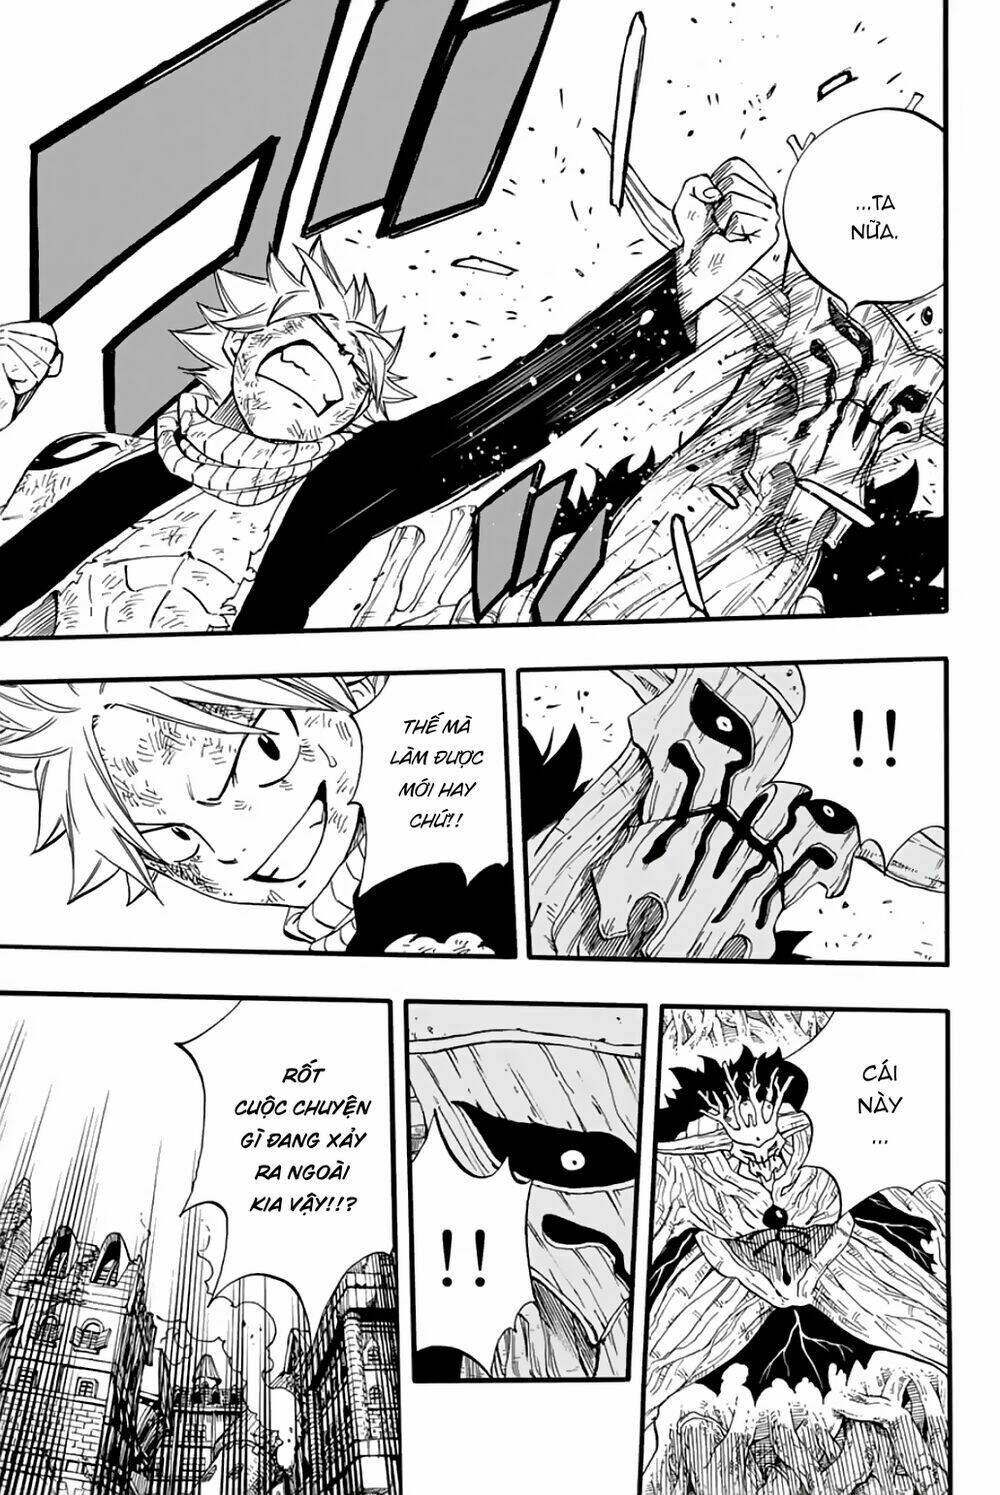 ...TA
NỮA.
!!
THẾ MÀ
LÀM ĐƯỢC
MỚI HAY
CHỨ!!
CÁI
NÀY
...
!!
RỐT
CUỘC CHUYỆN
GÌ ĐANG XẢY
RA NGOÀI
KIA VẬY!!?